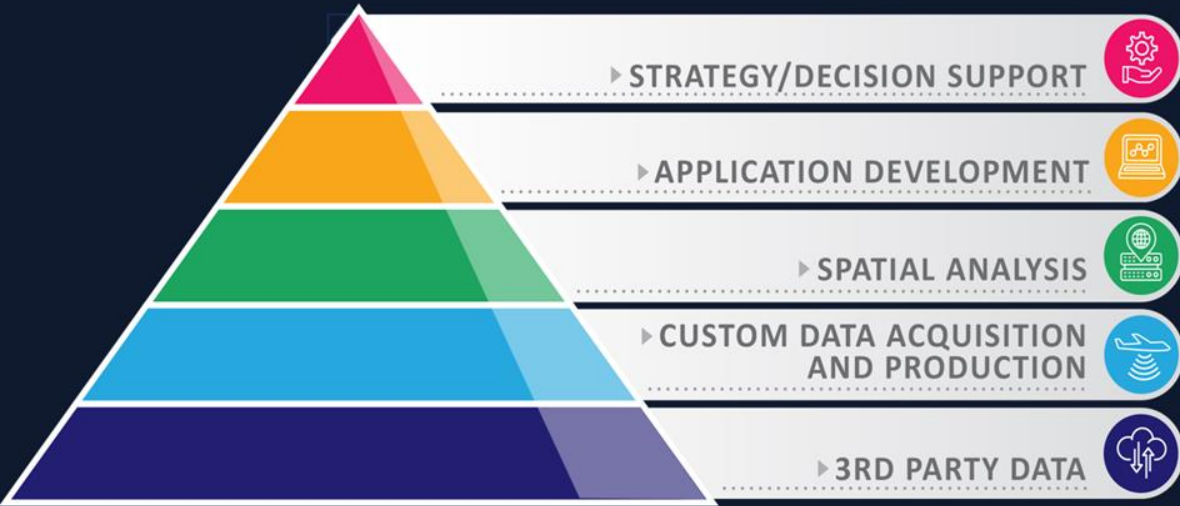 STRATEGY/DECISION SUPPORT
APPLICATION DEVELOPMENT
SPATIAL ANALYSIS
CUSTOM DATA ACQUISITION
AND PRODUCTION
3RD PARTY DATA